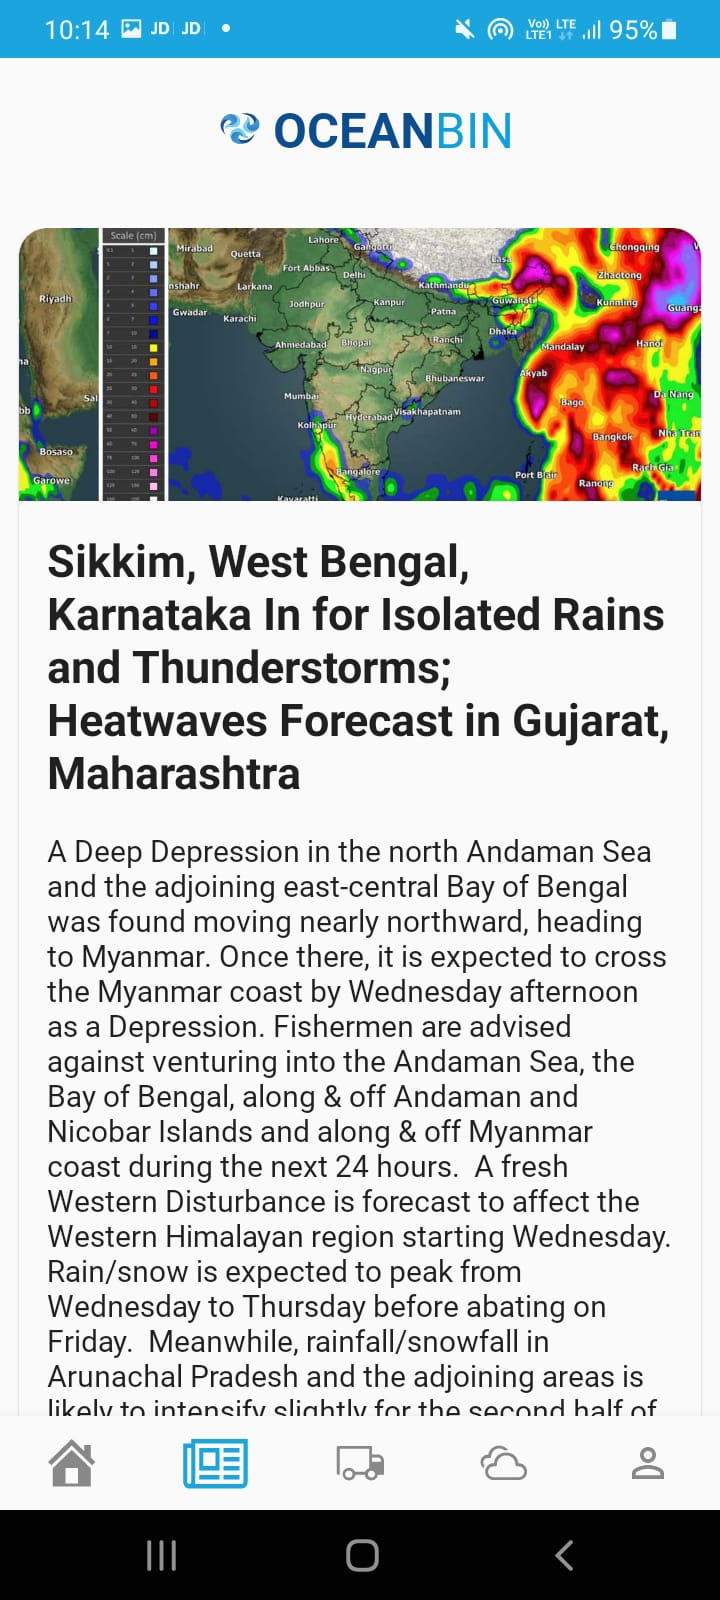 10:14 JD JD
Vo)) LTE
LTE1 95%
OCEANBIN
Scale (cm)
Mirabad
Quetta
Lahore
Gangotri
Lasa
Chongqing
Fort Abbas
Delhi
Zhaotong
Riyadh
nshahr
Larkana
Kathmandu
Jodhpur
Kanpur
Guwahati
Kunming
Guang
Gwadar
Karachi
Patna
Dhaka
Ahmedabad
Bhopal
Ranchi
Mandalay
Hanoi
Nagpur
Bhubaneswar
Akyab
Sal
Mumbai
Bago
Da Nang
Hyderabad
Visakhapatnam
Kolhapur
Bangkok
Nha Tran
Bosaso
Garowe
Bangalore
Port Blair
Rach Gia
Ranong
Kavaratti
Sikkim, West Bengal,
Karnataka In for Isolated Rains
and Thunderstorms;
Heatwaves Forecast in Gujarat,
Maharashtra
A Deep Depression in the north Andaman Sea
and the adjoining east-central Bay of Bengal
was found moving nearly northward, heading
to Myanmar. Once there, it is expected to cross
the Myanmar coast by Wednesday afternoon
as a Depression. Fishermen are advised
against venturing into the Andaman Sea, the
Bay of Bengal, along & off Andaman and
Nicobar Islands and along & off Myanmar
coast during the next 24 hours.  A fresh
Western Disturbance is forecast to affect the
Western Himalayan region starting Wednesday.
Rain/snow is expected to peak from
Wednesday to Thursday before abating on
Friday.  Meanwhile, rainfall/snowfall in
Arunachal Pradesh and the adjoining areas is
likely to intensify slightly for the second half of